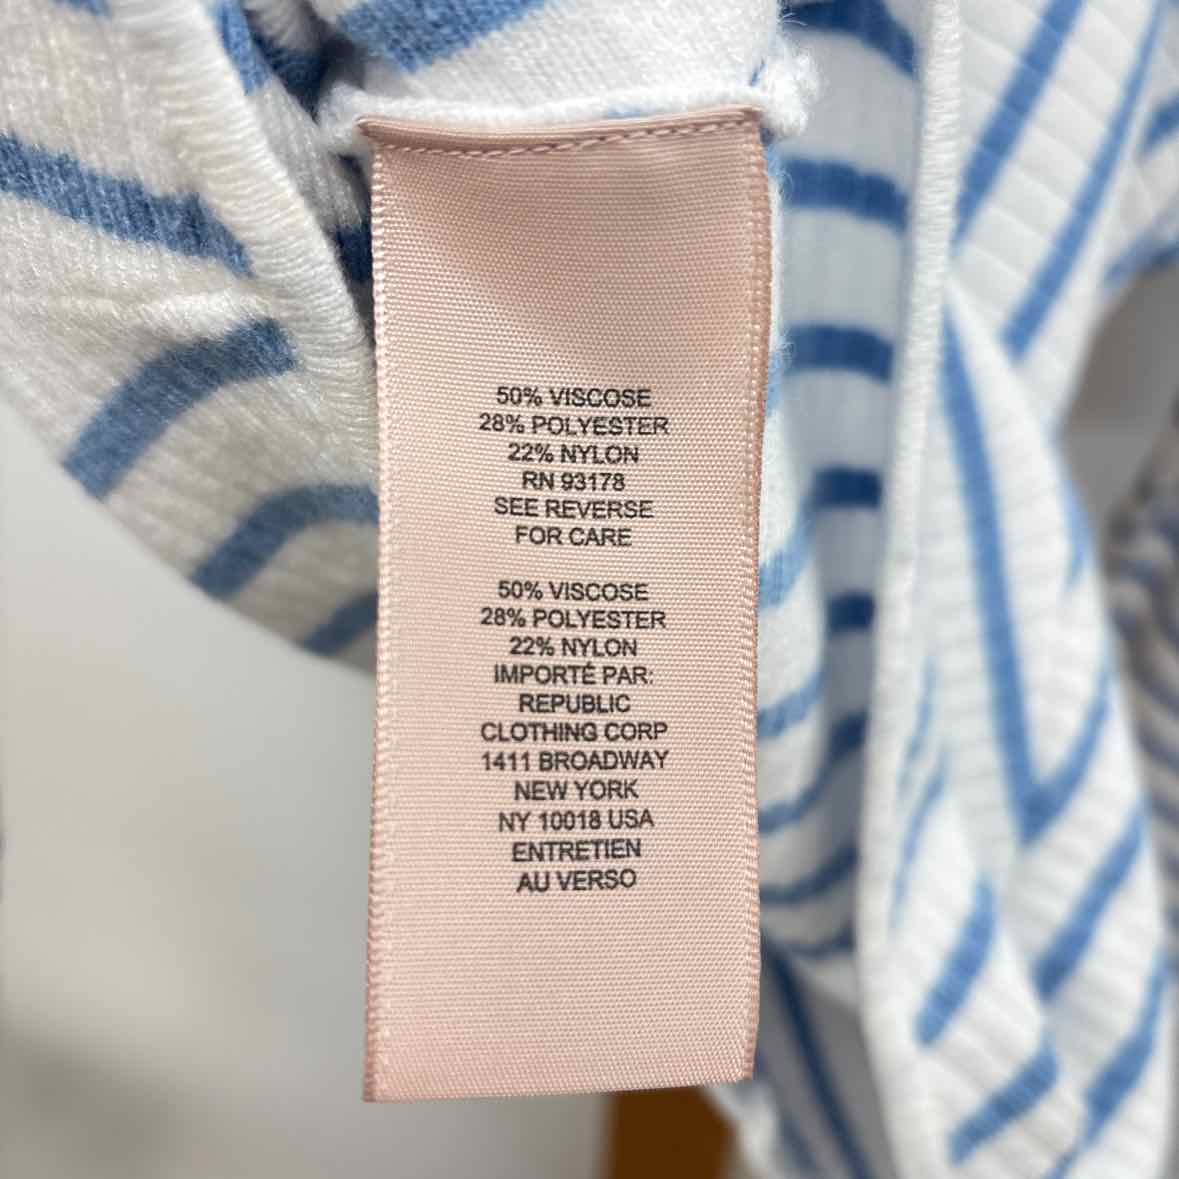 50% VISCOSE
28% POLYESTER
22% NYLON
RN 93178
SEE REVERSE
FOR CARE
50% VISCOSE
28% POLYESTER
22% NYLON
IMPORTÉ PAR:
REPUBLIC
CLOTHING CORP
1411 BROADWAY
NEW YORK
NY 10018 USA
ENTRETIEN
AU VERSO